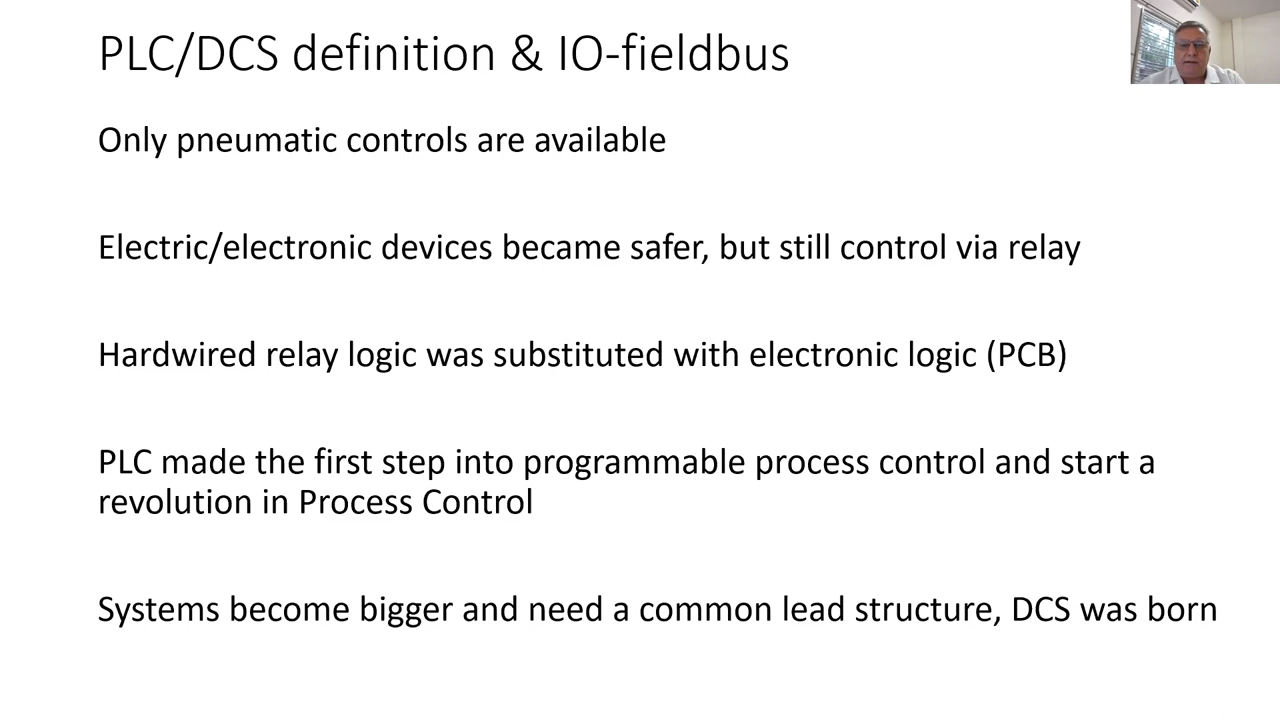 PLC/DCS definition & IO-fieldbus
Only pneumatic controls are available
Electric/electronic devices became safer, but still control via relay
Hardwired relay logic was substituted with electronic logic (PCB)
PLC made the first step into programmable process control and start a
revolution in Process Control
Systems become bigger and need a common lead structure, DCS was born